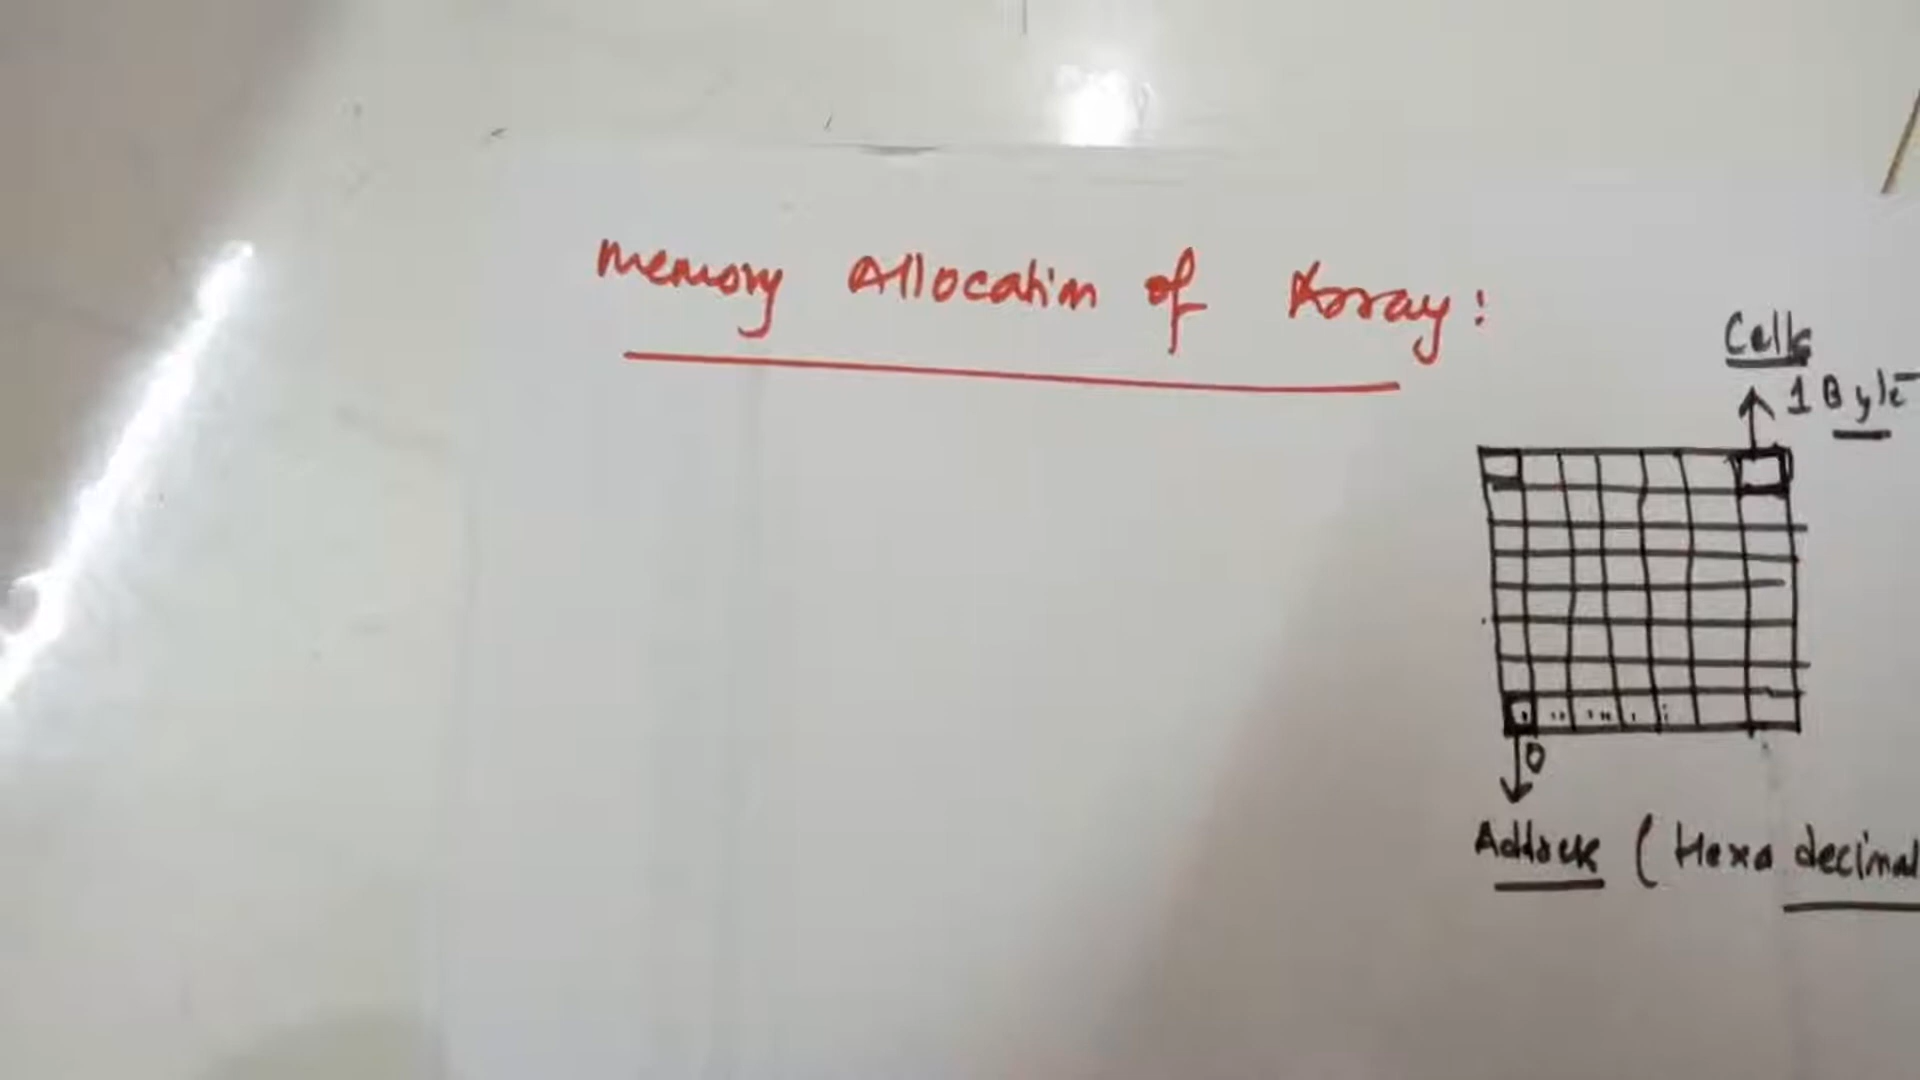 Memory Allocation of Array:
Cells
1 Byte
0
Address (Hexa decimal